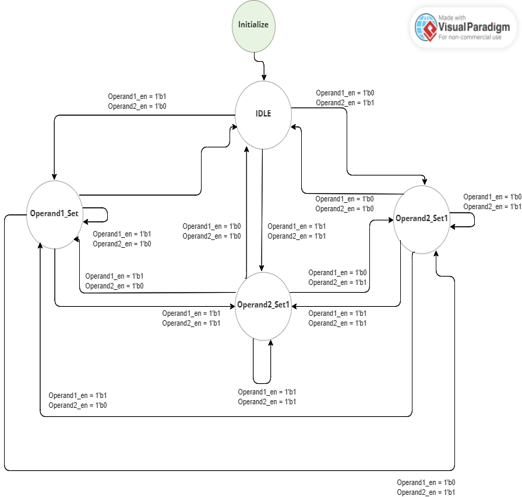 Initialize
Made with
Visual Paradigm
For non-commercial use
Operand1_en = 1'b1
Operand2_en = 1'b0
Operand1_en = 1'b0
Operand2_en = 1'b1
IDLE
Operand1_en = 1'b0
Operand2_en = 1'b0
Operand1_en = 1'b0
Operand2_en = 1'b1
Operand1_Set
Operand2_Set1
Operand1_en = 1'b1
Operand2_en = 1'b0
Operand1_en = 1'b0
Operand2_en = 1'b0
Operand1_en = 1'b1
Operand2_en = 1'b1
Operand1_en = 1'b1
Operand2_en = 1'b0
Operand1_en = 1'b0
Operand2_en = 1'b1
Operand2_Set1
Operand1_en = 1'b1
Operand2_en = 1'b1
Operand1_en = 1'b1
Operand2_en = 1'b1
Operand1_en = 1'b1
Operand2_en = 1'b1
Operand1_en = 1'b1
Operand2_en = 1'b0
Operand1_en = 1'b0
Operand2_en = 1'b1